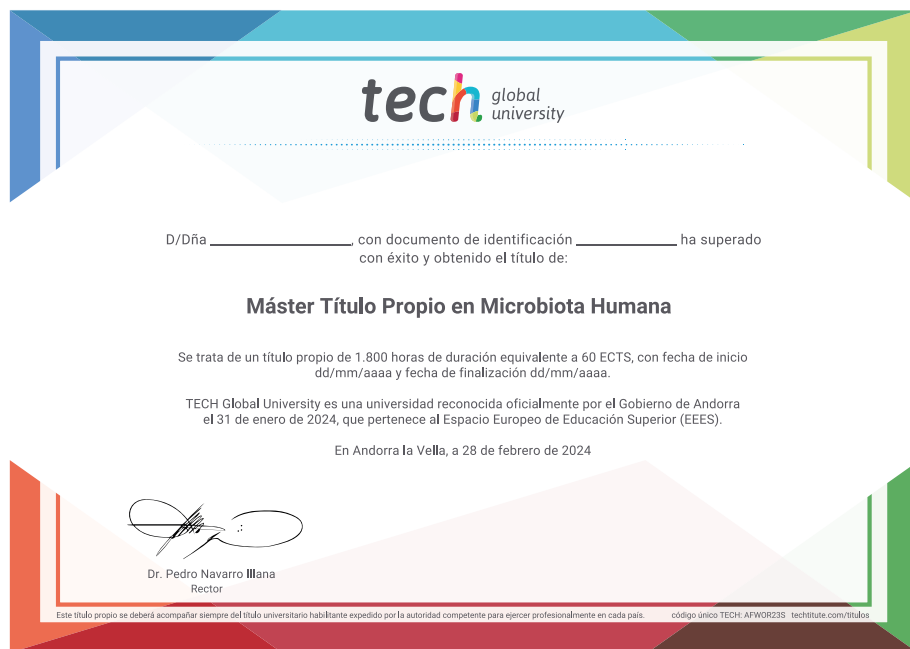 tech global
university
D/Dña ______________, con documento de identificación __________ ha superado
con éxito y obtenido el título de:
Máster Título Propio en Microbiota Humana
Se trata de un título propio de 1.800 horas de duración equivalente a 60 ECTS, con fecha de inicio
dd/mm/aaaa y fecha de finalización dd/mm/aaaa.
TECH Global University es una universidad reconocida oficialmente por el Gobierno de Andorra
el 31 de enero de 2024, que pertenece al Espacio Europeo de Educación Superior (EEES).
En Andorra la Vella, a 28 de febrero de 2024
Dr. Pedro Navarro Illana
Rector
Este título propio se deberá acompañar siempre del título universitario habilitante expedido por la autoridad competente para ejercer profesionalmente en cada país. código único TECH: AFWOR23S techtitute.com/titulos